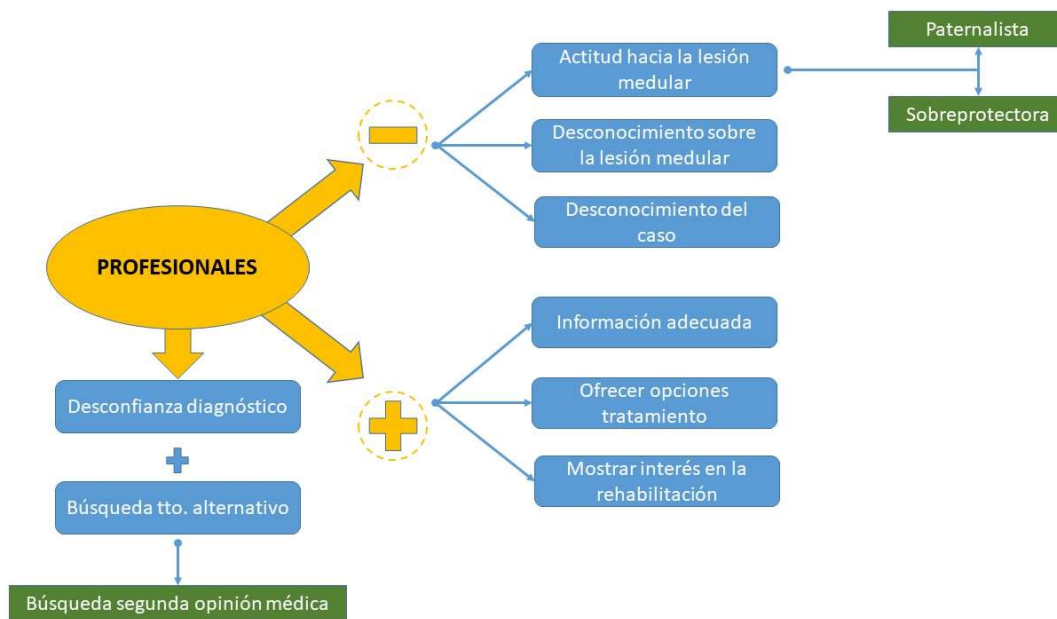 PROFESIONALES
Actitud hacia la lesión
medular
Paternalista
Sobreprotectora
Desconocimiento sobre
la lesión medular
Desconocimiento del
caso
Información adecuada
Ofrecer opciones
tratamiento
Mostrar interés en la
rehabilitación
Desconfianza diagnóstico
Búsqueda tto. alternativo
Búsqueda segunda opinión médica